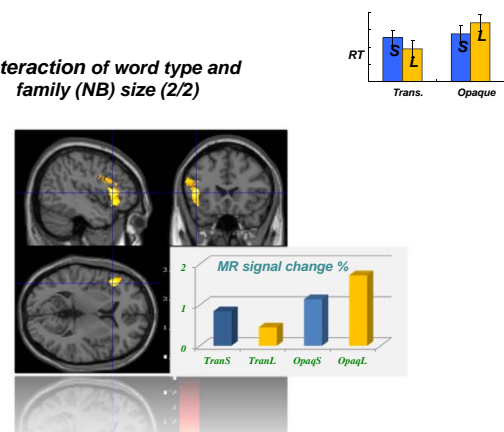 teraction of word type and
family (NB) size (2/2)
RT
S
L
S
L
Trans.
Opaque
MR signal change %
2
1
0
TranS
TranL
OpaqS
OpaqL